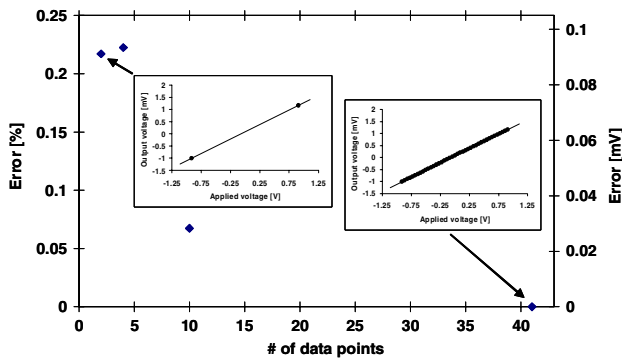 0.25
0.2
0.15
0.1
0.05
0
Error [%]
0 5 10 15 20 25 30 35 40
# of data points
0.1
0.08
0.06
0.04
0.02
0
Error [mV]
2
1.5
1
0.5
0
-0.5
-1
-1.5
Output voltage [mV]
-1.25 -0.75 -0.25 0.25 0.75 1.25
Applied voltage [V]
2
1.5
1
0.5
0
-0.5
-1
-1.5
Output voltage [mV]
-1.25 -0.75 -0.25 0.25 0.75 1.25
Applied voltage [V]